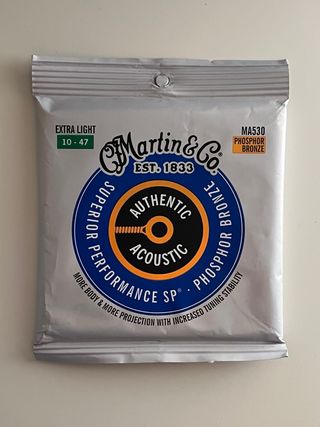 EXTRA LIGHT
10 - 47
MA530
PHOSPHOR
BRONZE
Martin & Co.
EST. 1833
AUTHENTIC
ACOUSTIC
SUPERIOR PERFORMANCE SP® · PHOSPHOR BRONZE
MORE BODY & MORE PROJECTION WITH INCREASED TUNING STABILITY